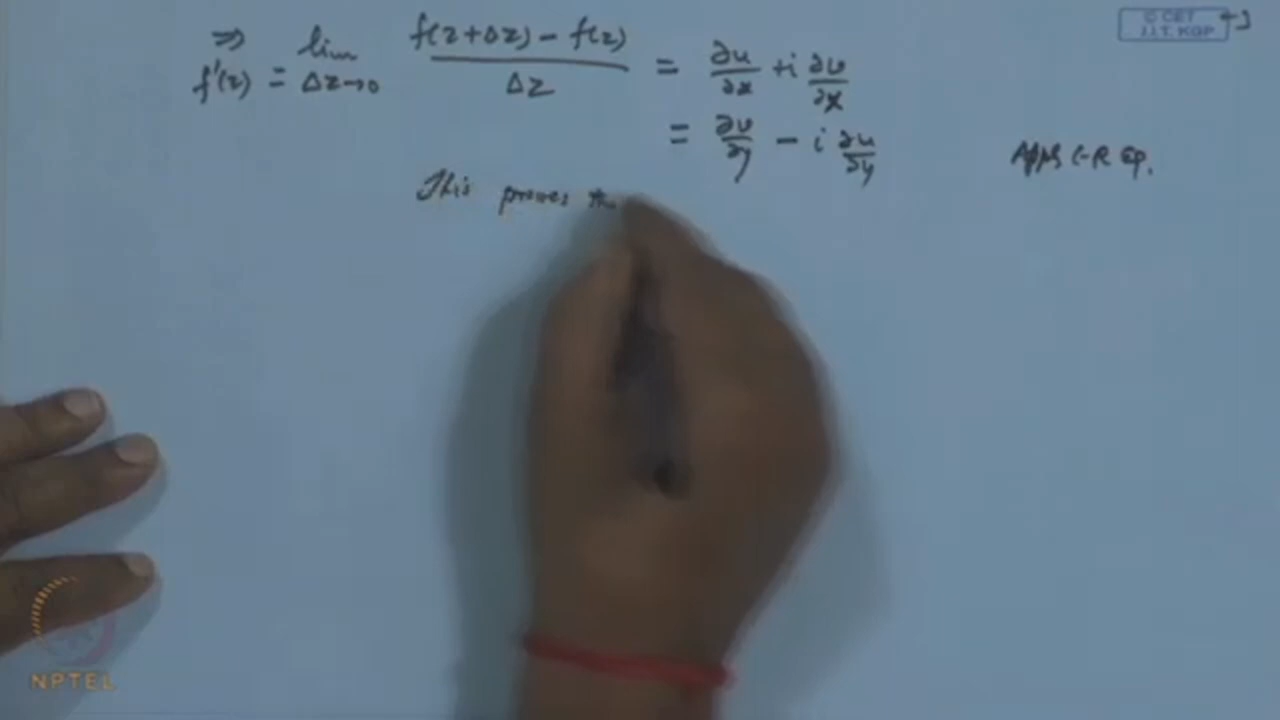 © CET
I.I.T. KGP
⇒
f'(z) = lim Δz→0 f(z+Δz) − f(z) / Δz = ∂u/∂x + i ∂v/∂x
= ∂v/∂y − i ∂u/∂y
C-R Eq.
This proves
NPTEL